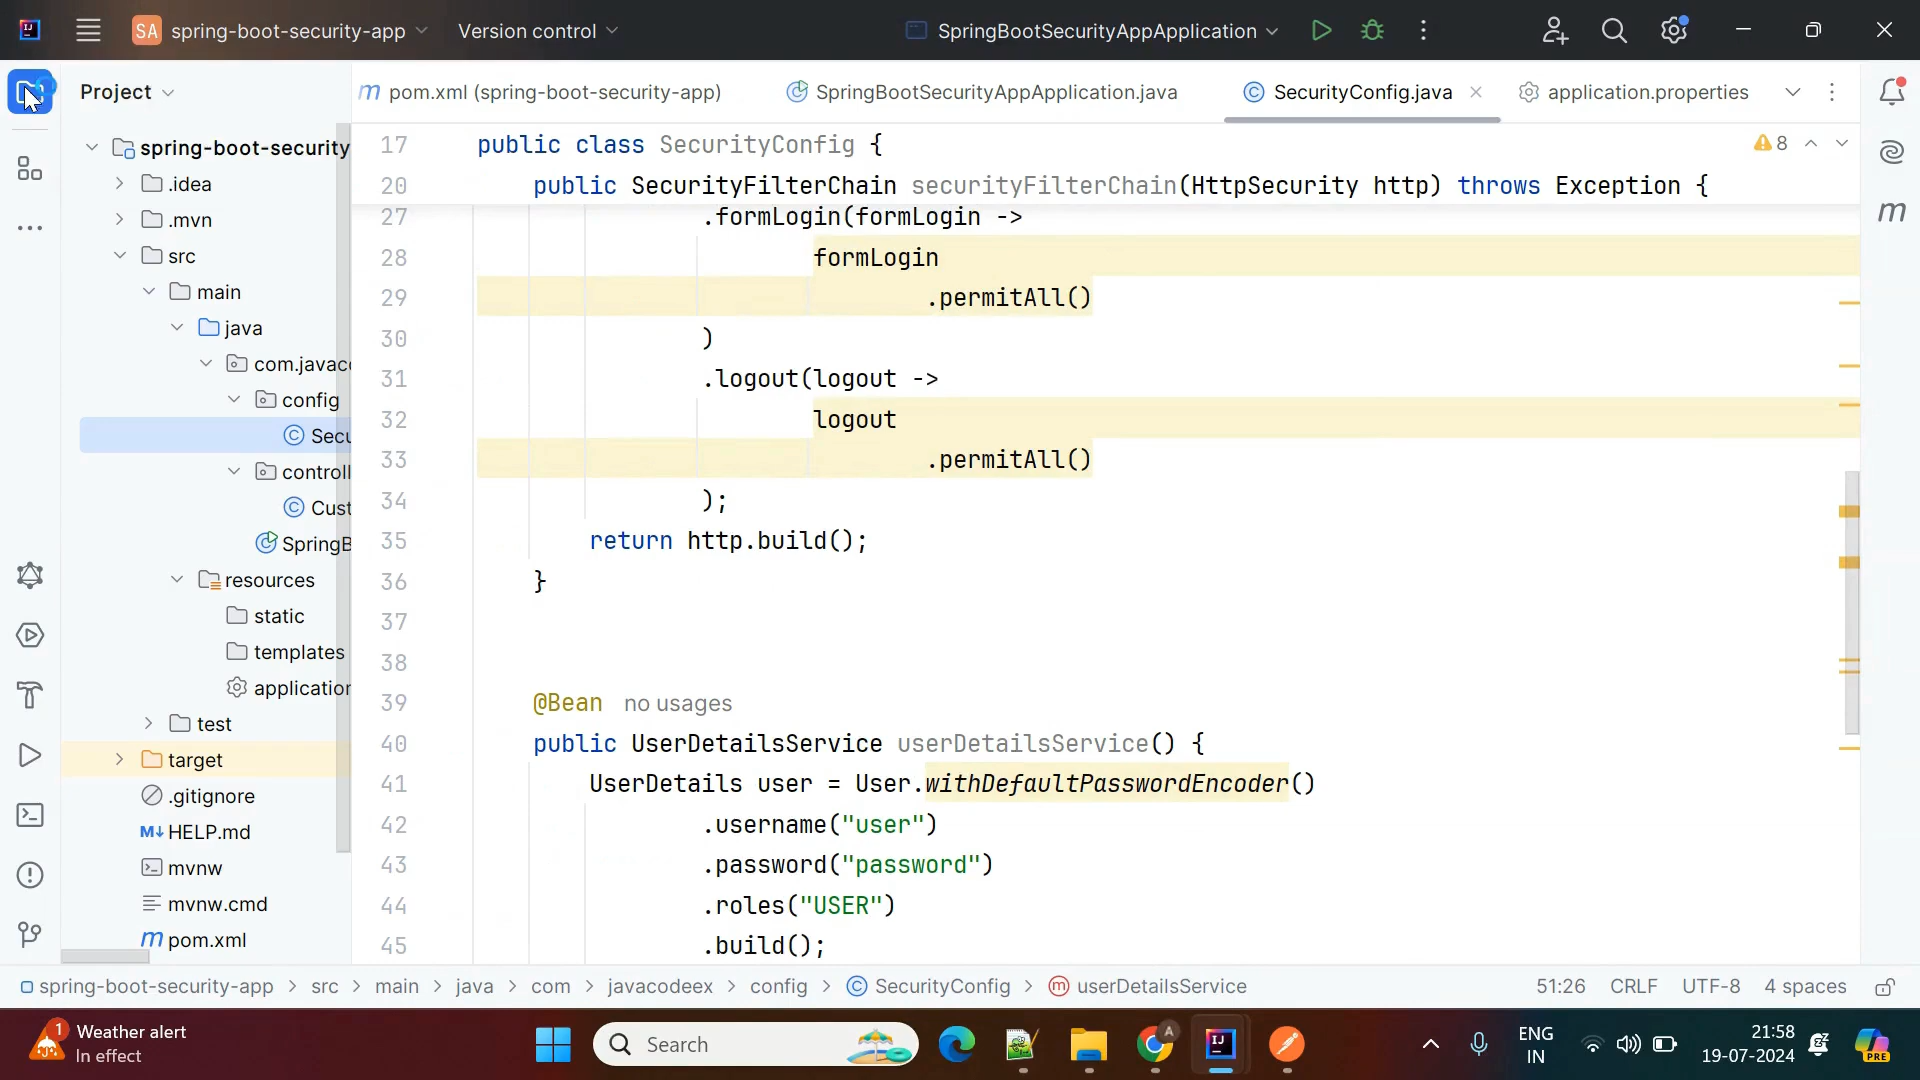 SA spring-boot-security-app Version control SpringBootSecurityAppApplication
Project
pom.xml (spring-boot-security-app) SpringBootSecurityAppApplication.java SecurityConfig.java application.properties
spring-boot-security
.idea
.mvn
src
main
java
com.javaco
config
Secu
controll
Cust
SpringB
resources
static
templates
application
test
target
.gitignore
M↓ HELP.md
mvnw
mvnw.cmd
m pom.xml
8
17 public class SecurityConfig {
20 public SecurityFilterChain securityFilterChain(HttpSecurity http) throws Exception {
27 .formLogin(formLogin ->
28 formLogin
29 .permitAll()
30 )
31 .logout(logout ->
32 logout
33 .permitAll()
34 );
35 return http.build();
36 }
37
38
39 @Bean no usages
40 public UserDetailsService userDetailsService() {
41 UserDetails user = User.withDefaultPasswordEncoder()
42 .username("user")
43 .password("password")
44 .roles("USER")
45 .build();
spring-boot-security-app > src > main > java > com > javacodeex > config > SecurityConfig > userDetailsService 51:26 CRLF UTF-8 4 spaces
1 Weather alert
In effect
Search
ENG
IN
21:58
19-07-2024
PRE